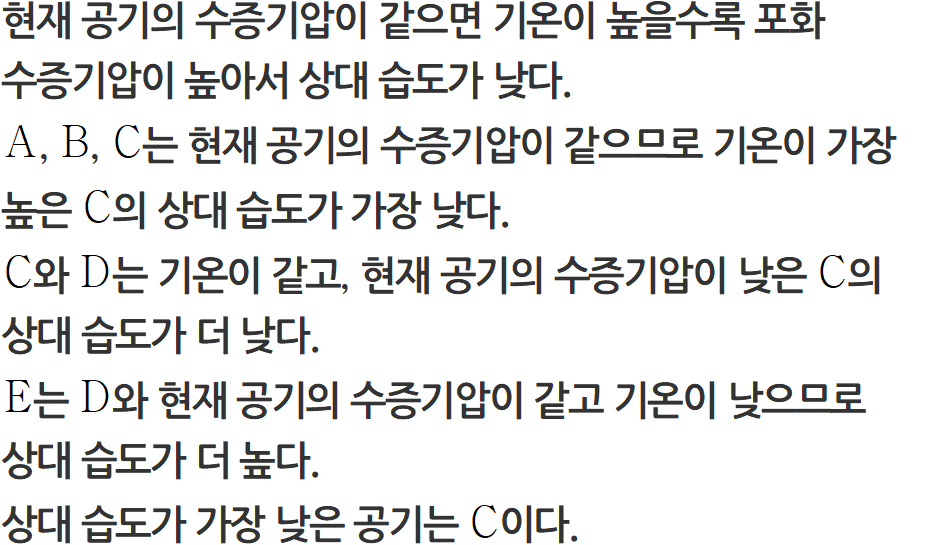 현재 공기의 수증기압이 같으면 기온이 높을수록 포화
수증기압이 높아서 상대 습도가 낮다.
A, B, C는 현재 공기의 수증기압이 같으므로 기온이 가장
높은 C의 상대 습도가 가장 낮다.
C와 D는 기온이 같고, 현재 공기의 수증기압이 낮은 C의
상대 습도가 더 낮다.
E는 D와 현재 공기의 수증기압이 같고 기온이 낮으므로
상대 습도가 더 높다.
상대 습도가 가장 낮은 공기는 C이다.